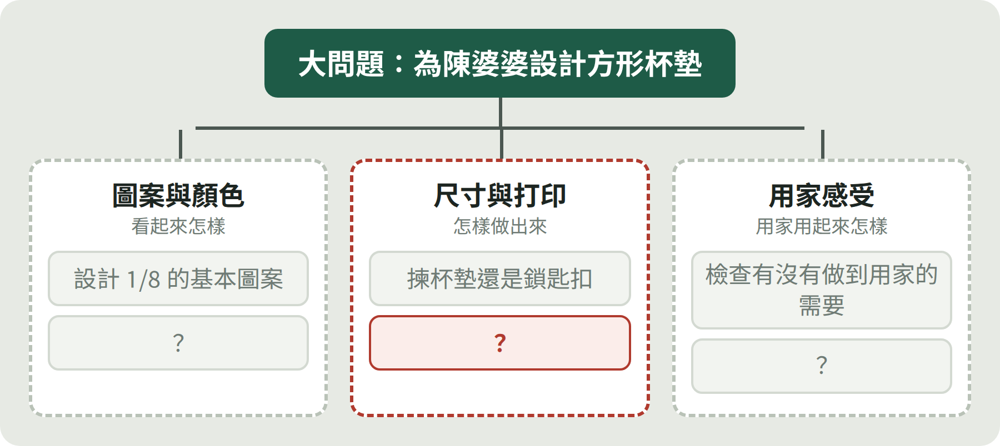 大問題：為陳婆婆設計方形杯墊
圖案與顏色
看起來怎樣
設計 1/8 的基本圖案
？
尺寸與打印
怎樣做出來
揀杯墊還是鎖匙扣
？
用家感受
用家用起來怎樣
檢查有沒有做到用家的
需要
？